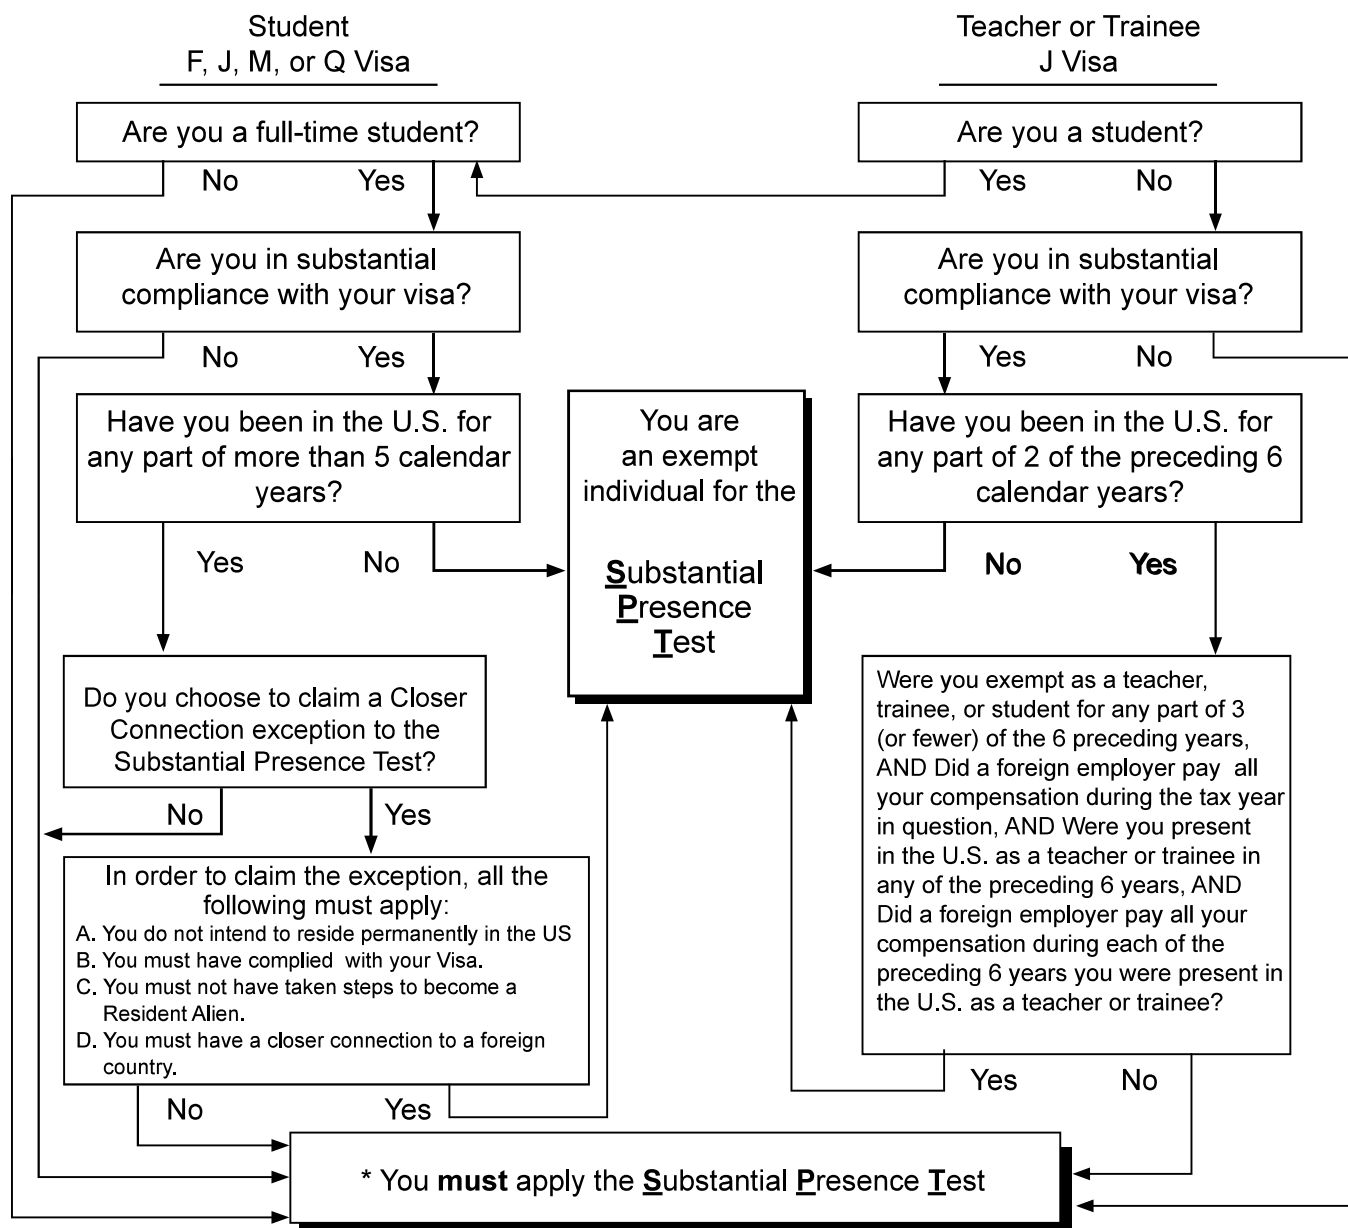 Student
F, J, M, or Q Visa
Are you a full-time student?
No
Yes
Are you in substantial
compliance with your visa?
No
Yes
Have you been in the U.S. for
any part of more than 5 calendar
years?
Yes
No
Do you choose to claim a Closer
Connection exception to the
Substantial Presence Test?
No
Yes
In order to claim the exception, all the
following must apply:
A. You do not intend to reside permanently in the US
B. You must have complied with your Visa.
C. You must not have taken steps to become a
Resident Alien.
D. You must have a closer connection to a foreign
country.
No
Yes
You are
an exempt
individual for the
Substantial
Presence
Test
Teacher or Trainee
J Visa
Are you a student?
Yes
No
Are you in substantial
compliance with your visa?
Yes
No
Have you been in the U.S. for
any part of 2 of the preceding 6
calendar years?
No
Yes
Were you exempt as a teacher,
trainee, or student for any part of 3
(or fewer) of the 6 preceding years,
AND Did a foreign employer pay all
your compensation during the tax year
in question, AND Were you present
in the U.S. as a teacher or trainee in
any of the preceding 6 years, AND
Did a foreign employer pay all your
compensation during each of the
preceding 6 years you were present in
the U.S. as a teacher or trainee?
Yes
No
* You must apply the Substantial Presence Test